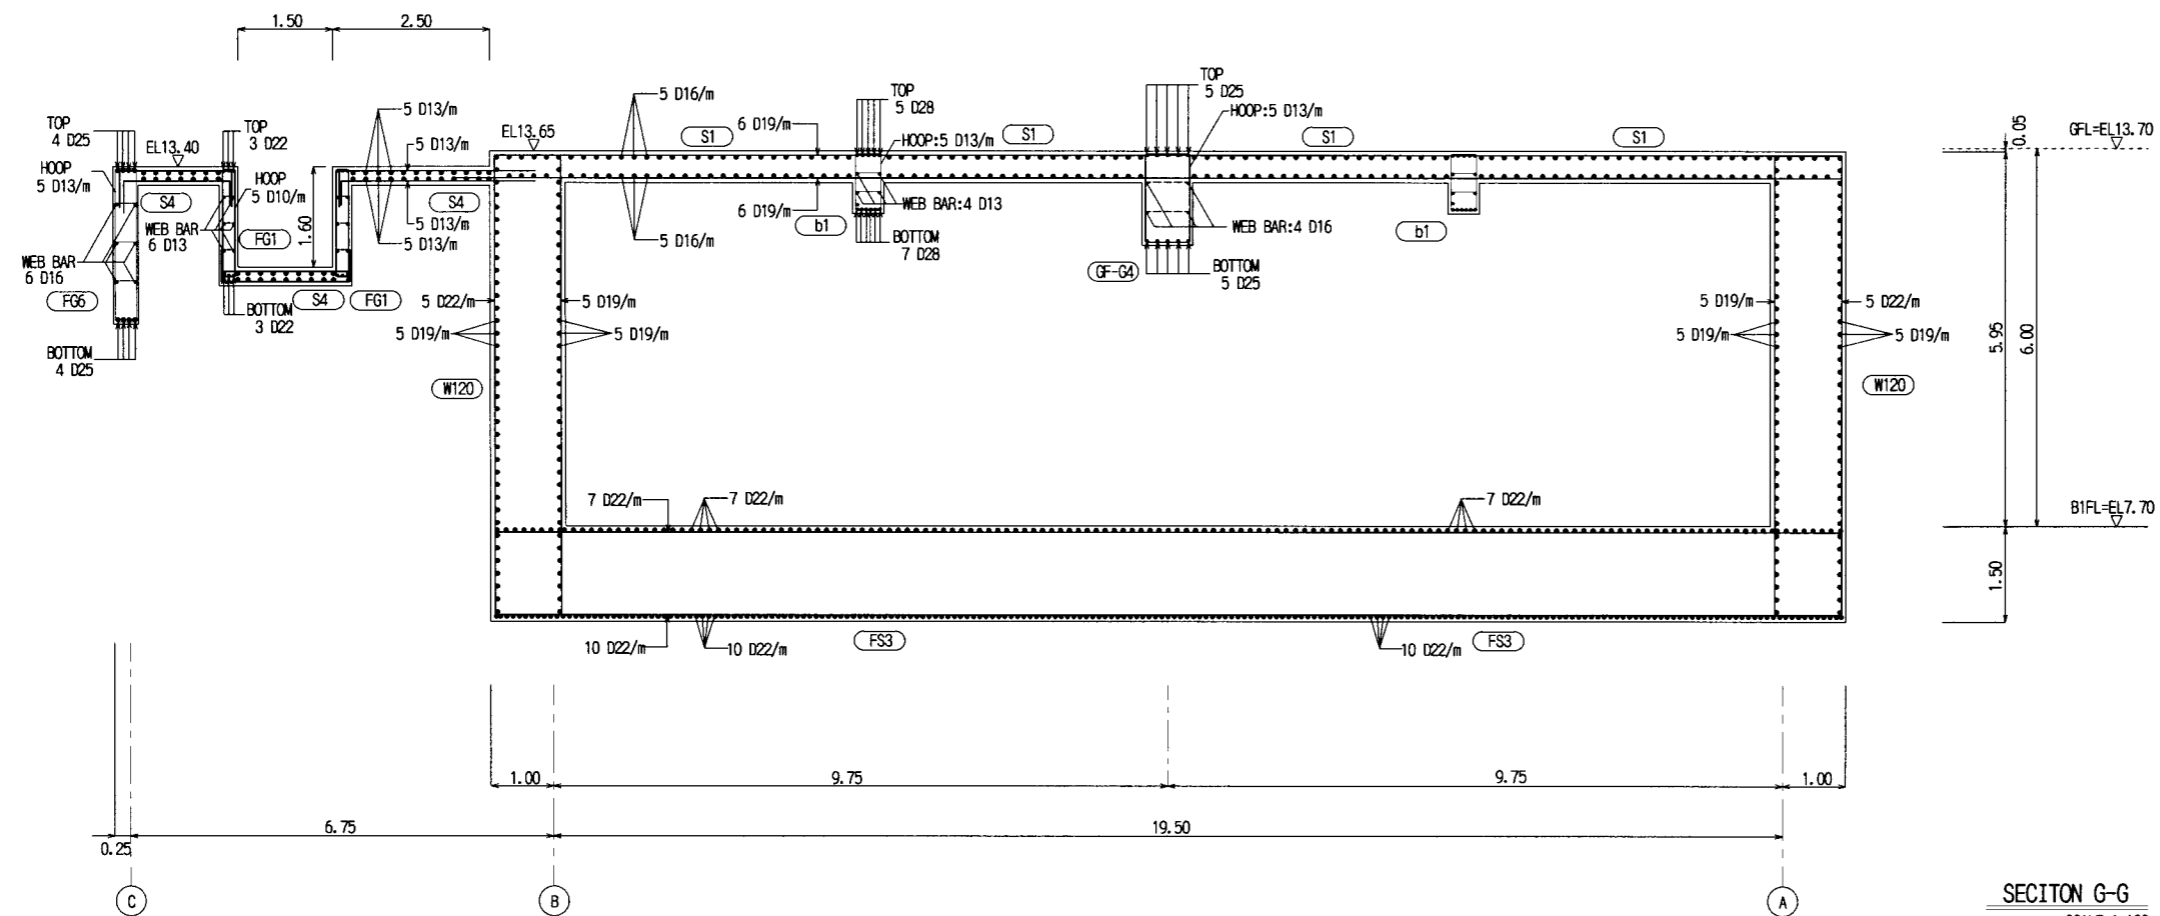 1.50
2.50
TOP
4 D25
EL13.40
TOP
3 D22
HOOP
5 D13/m
HOOP
5 D10/m
S4
WEB BAR
6 D13
FG1
1.60
WEB BAR
6 D16
FG6
BOTTOM
4 D25
BOTTOM
3 D22
S4
FG1
5 D13/m
5 D13/m
S4
5 D13/m
5 D13/m
EL13.65
5 D16/m
S1
6 D19/m
TOP
5 D28
HOOP:5 D13/m
S1
TOP
5 D25
HOOP:5 D13/m
S1
S1
6 D19/m
5 D16/m
b1
WEB BAR:4 D13
BOTTOM
7 D28
WEB BAR:4 D16
GF-G4
BOTTOM
5 D25
b1
GFL=EL13.70
0.05
5.95
6.00
B1FL=EL7.70
1.50
5 D22/m
5 D19/m
5 D19/m
5 D19/m
W120
5 D19/m
5 D22/m
5 D19/m
5 D19/m
W120
7 D22/m
7 D22/m
7 D22/m
10 D22/m
10 D22/m
FS3
10 D22/m
FS3
1.00
9.75
9.75
1.00
0.25
6.75
19.50
C
B
A
SECITON G-G